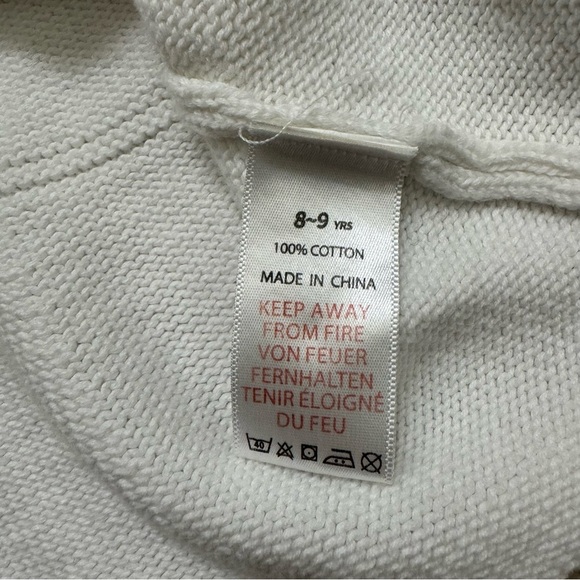 8~9 YRS
100% COTTON
MADE IN CHINA
KEEP AWAY
FROM FIRE
VON FEUER
FERNHALTEN
TENIR ÉLOIGNÉ
DU FEU
40